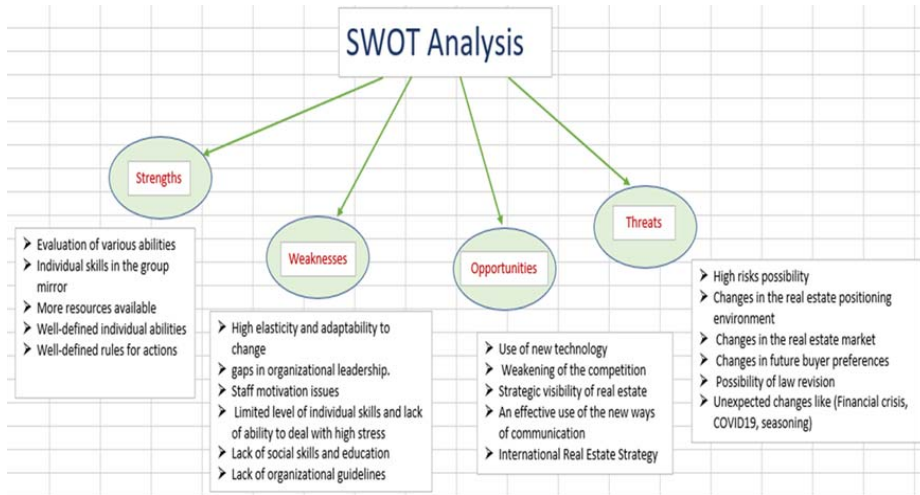 SWOT Analysis
Strengths
Evaluation of various abilities
Individual skills in the group
mirror
More resources available
Well-defined individual abilities
Well-defined rules for actions
Weaknesses
High elasticity and adaptability to
change
gaps in organizational leadership.
Staff motivation issues
Limited level of individual skills and lack
of ability to deal with high stress
Lack of social skills and education
Lack of organizational guidelines
Opportunities
Use of new technology
Weakening of the competition
Strategic visibility of real estate
An effective use of the new ways
of communication
International Real Estate Strategy
Threats
High risks possibility
Changes in the real estate positioning
environment
Changes in the real estate market
Changes in future buyer preferences
Possibility of law revision
Unexpected changes like (Financial crisis,
COVID19, seasoning)